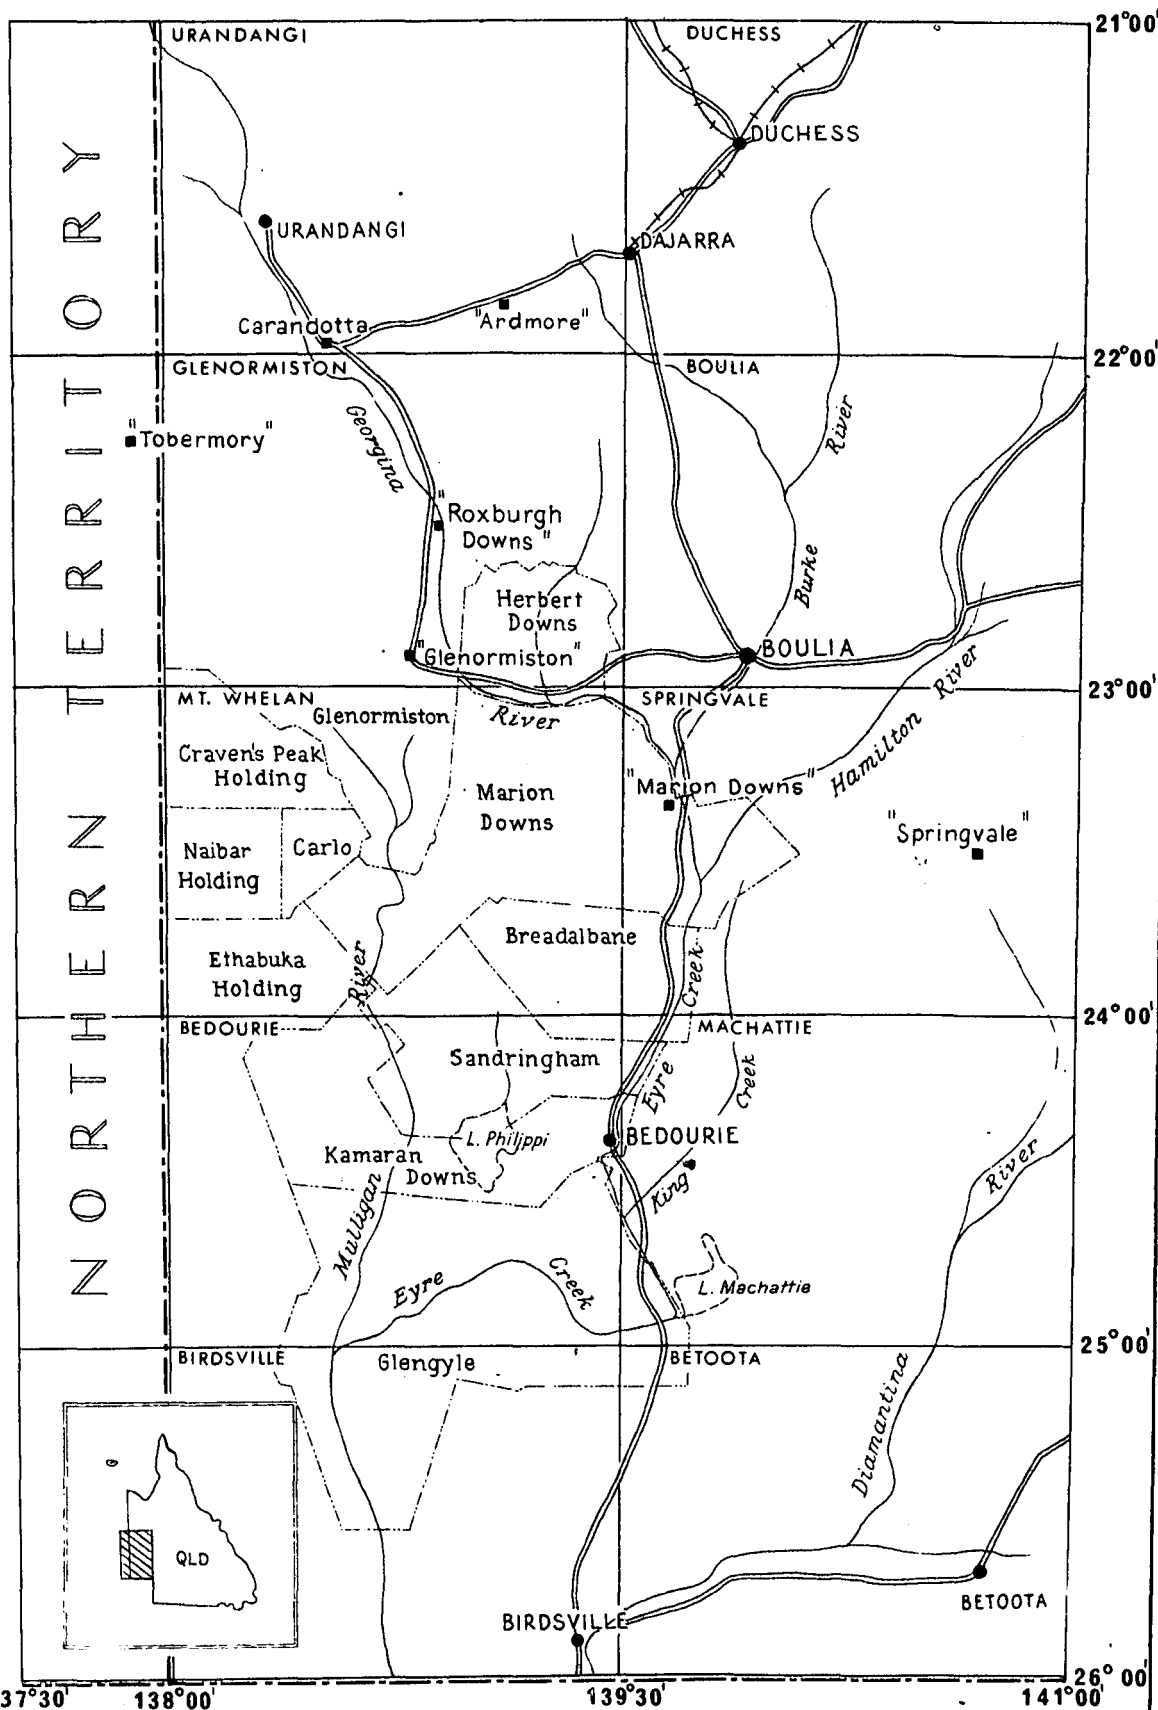 21°00'
URANDANGI
DUCHESS
DUCHESS
URANDANGI
DAJARRA
"Ardmore"
Carandotta
22°00'
GLENORMISTON
BOULIA
"Tobermory"
Georgina
River
"Roxburgh
Downs"
Burke
Herbert
Downs
"Glenormiston"
BOULIA
23°00'
MT. WHELAN
SPRINGVALE
Glenormiston
River
Hamilton River
Craven's Peak
Holding
Marion
Downs
"Marion Downs"
"Springvale"
Naibar
Holding
Carlo
Breadalbane
Ethabuka
Holding
River
Creek
24°00'
BEDOURIE
MACHATTIE
Sandringham
Eyre
Creek
L. Philippi
BEDOURIE
Kamaran
Downs
King
River
Mulligan
Eyre
Creek
L. Machattie
25°00'
BIRDSVILLE
Glengyle
BETOOTA
Diamantina
QLD
BIRDSVILLE
BETOOTA
26°00'
37°30'
138°00'
139°30'
141°00'
NORTHERN TERRITORY